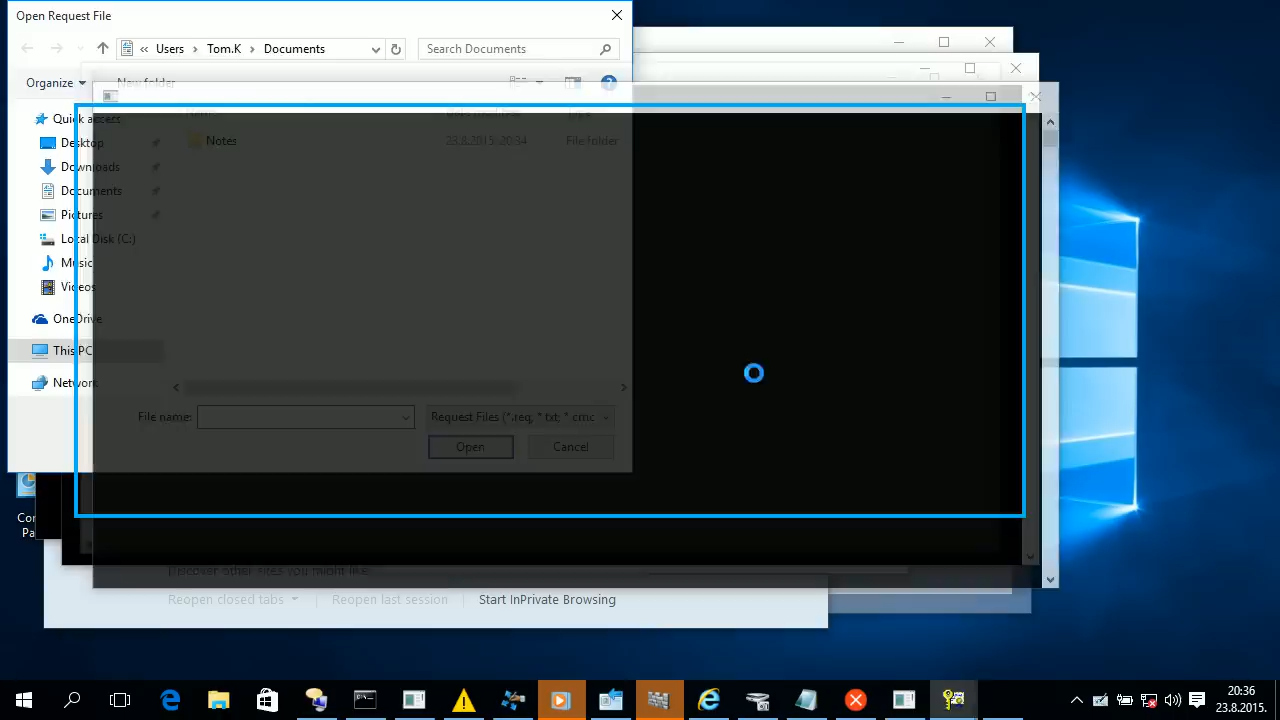 Open Request File
Users
Tom.K
Documents
Search Documents
Organize
New folder
Quick access
Notes
23.8.2015. 20:34
File folder
Desktop
Downloads
Documents
Pictures
Local Disk (C:)
Music
Videos
OneDrive
This PC
Network
File name:
Request Files (*.req; *.txt; *.cmc
Open
Cancel
Discover other sites you might like
Reopen closed tabs
Reopen last session
Start InPrivate Browsing
20:36
23.8.2015.